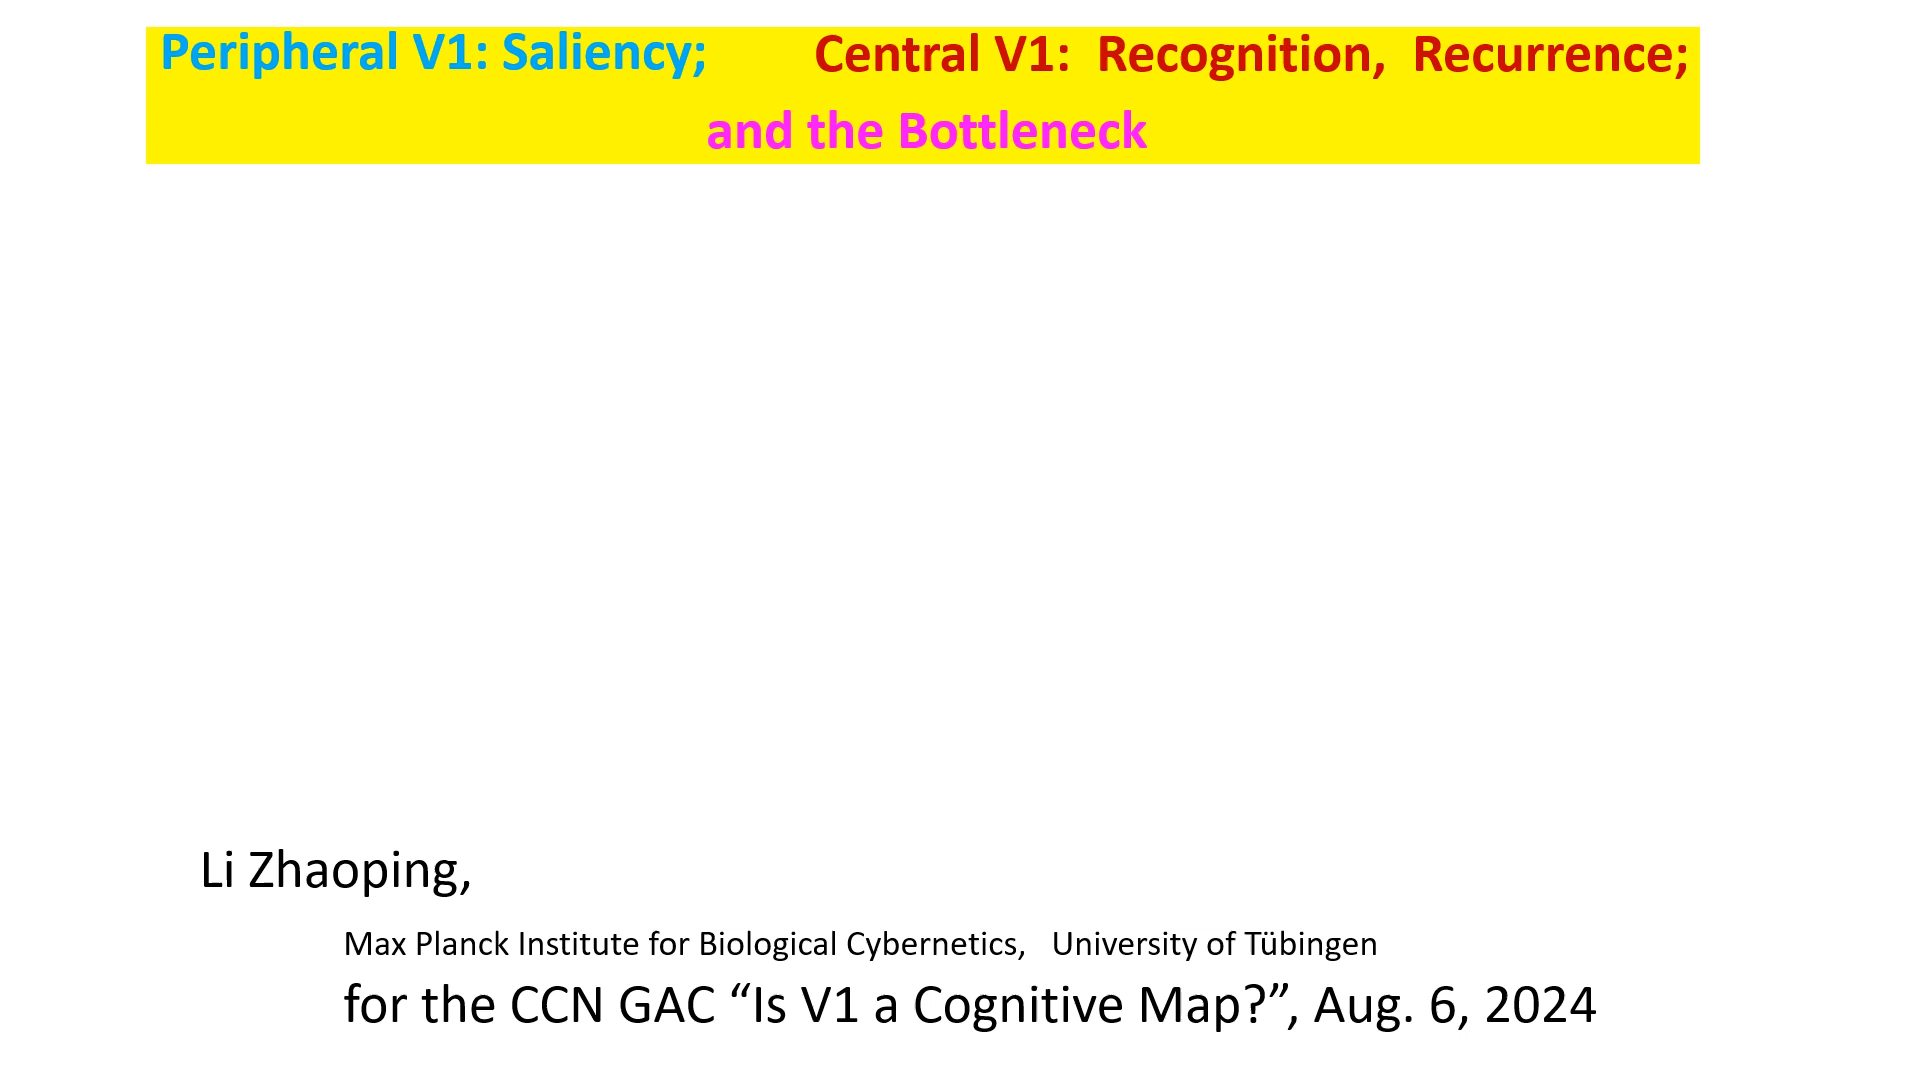 Peripheral V1: Saliency; Central V1: Recognition, Recurrence;
and the Bottleneck
Li Zhaoping,
Max Planck Institute for Biological Cybernetics, University of Tübingen
for the CCN GAC “Is V1 a Cognitive Map?”, Aug. 6, 2024